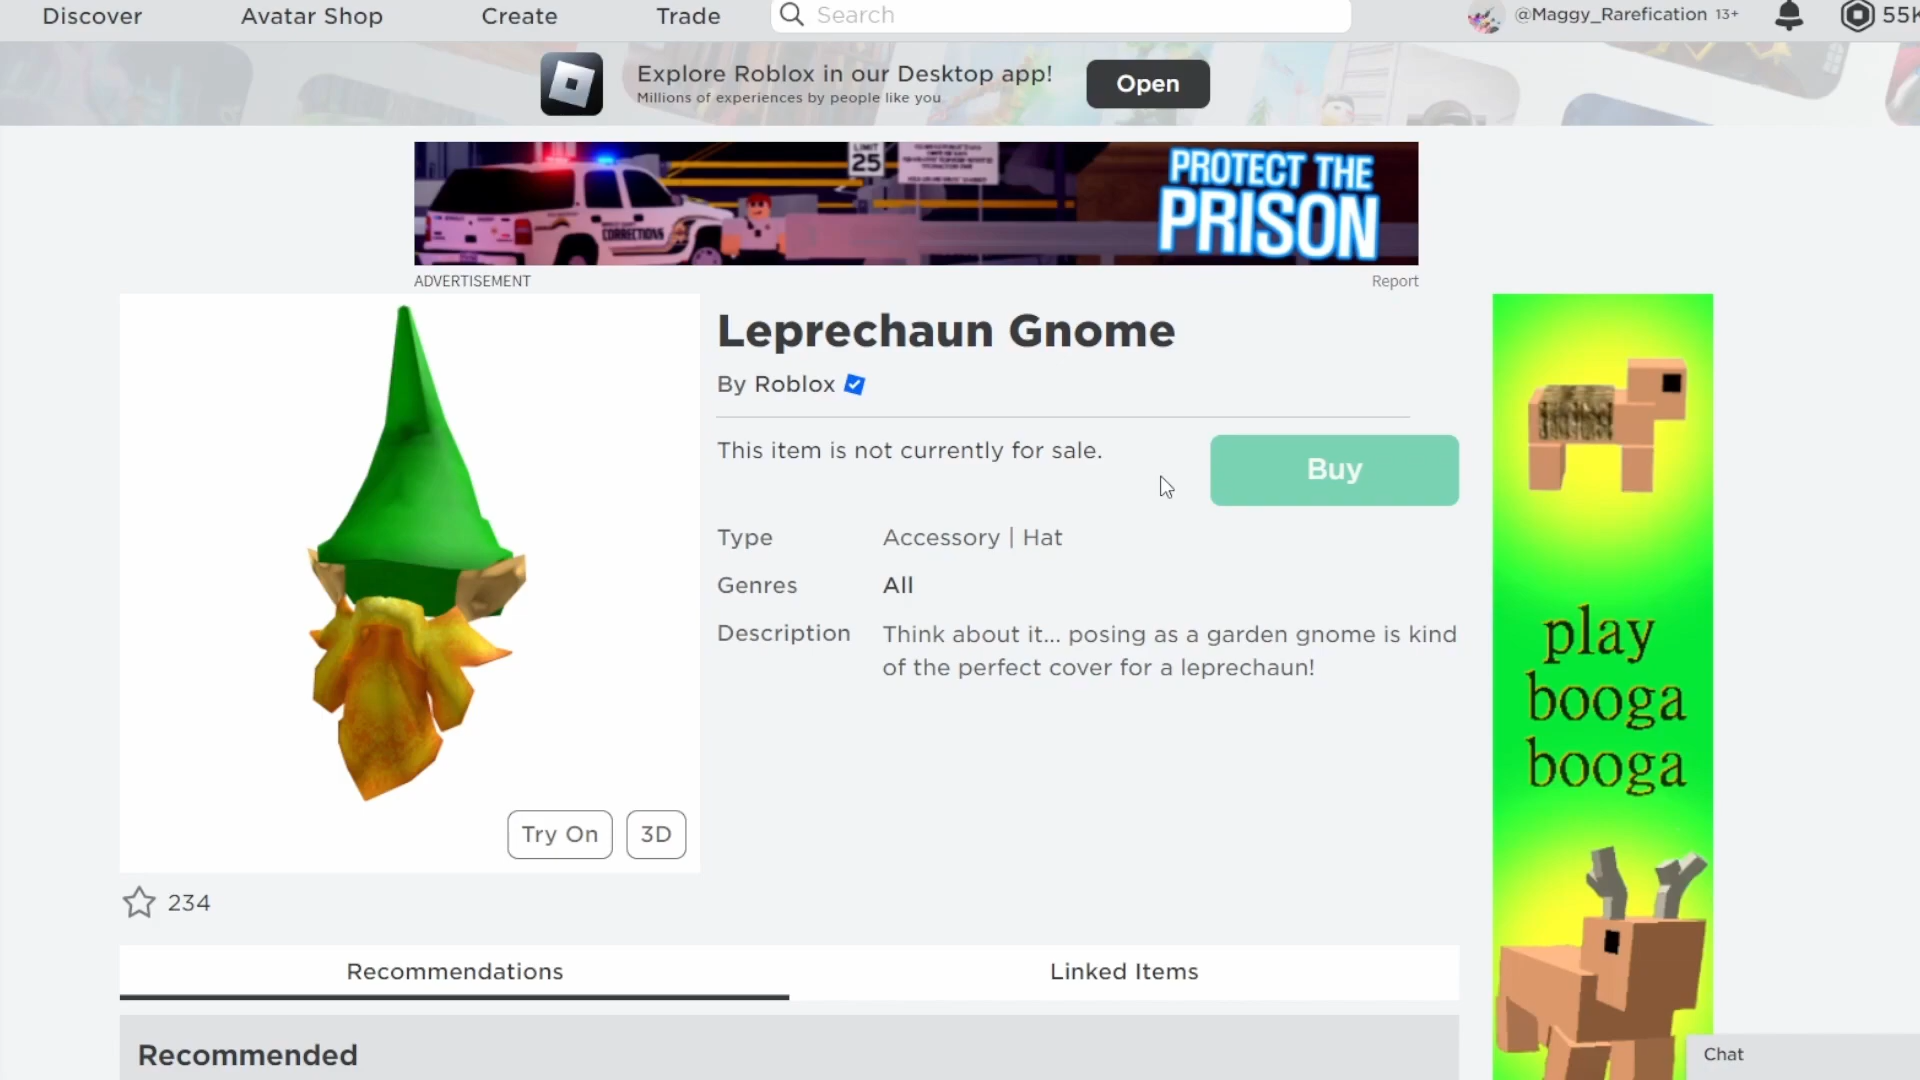 Discover
Avatar Shop
Create
Trade
Search
@Maggy_Rarefication 13+
55K
Explore Roblox in our Desktop app!
Millions of experiences by people like you
Open
LIMIT
25
CORRECTIONS
PROTECT THE
PRISON
ADVERTISEMENT
Report
Leprechaun Gnome
By Roblox
This item is not currently for sale.
Buy
Type
Accessory | Hat
Genres
All
Description
Think about it... posing as a garden gnome is kind
of the perfect cover for a leprechaun!
Try On
3D
234
play
booga
booga
Recommendations
Linked Items
Recommended
Chat